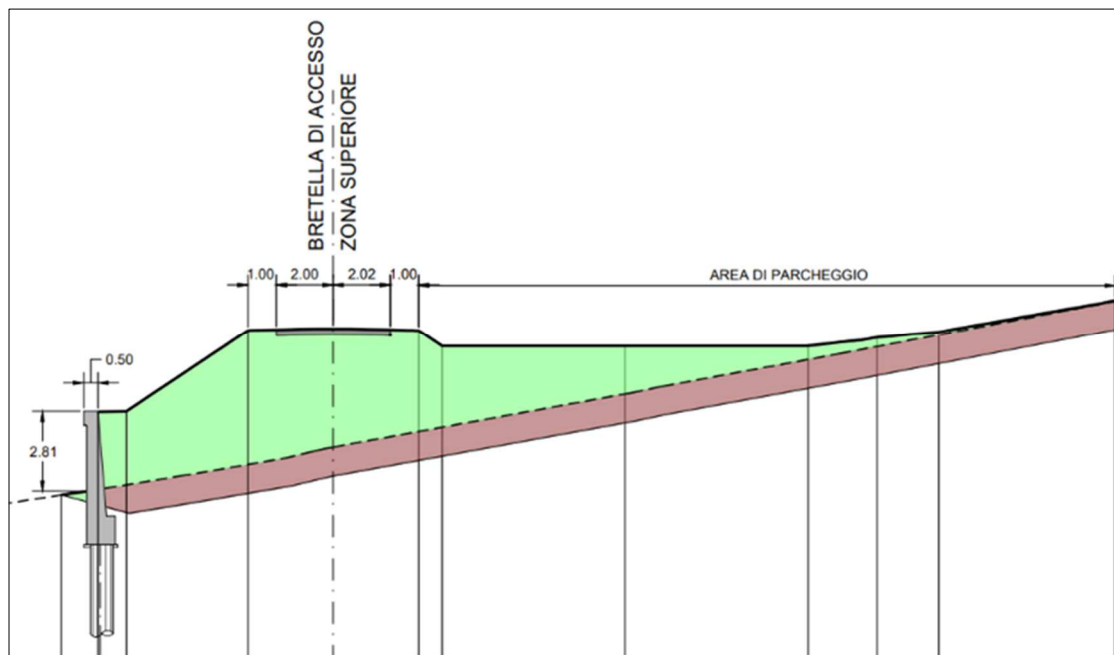 BRETELLA DI ACCESSO
ZONA SUPERIORE
1.00 2.00 2.02 1.00
AREA DI PARCHEGGIO
0.50
2.81